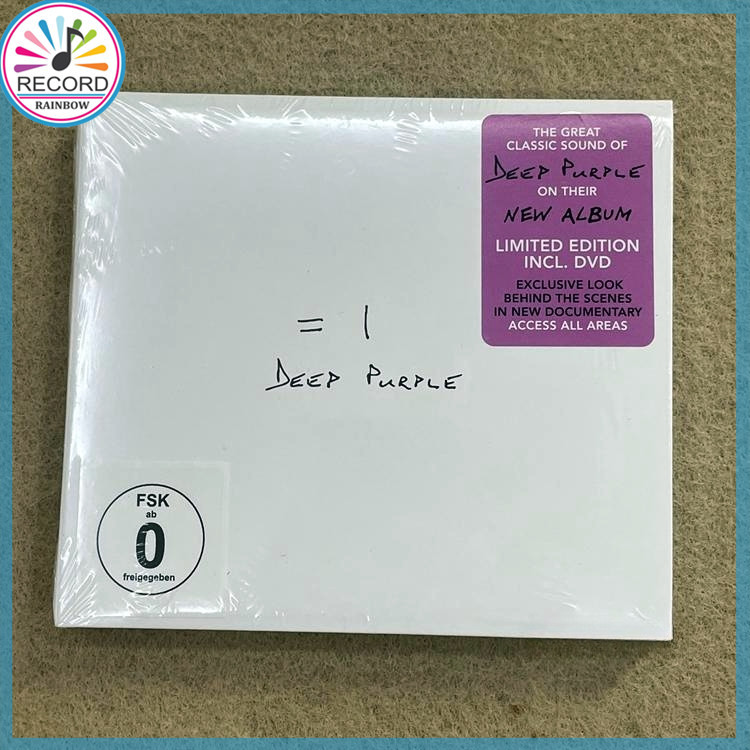 RECORD
RAINBOW
THE GREAT
CLASSIC SOUND OF
DEEP PURPLE
ON THEIR
NEW ALBUM
LIMITED EDITION
INCL. DVD
EXCLUSIVE LOOK
BEHIND THE SCENES
IN NEW DOCUMENTARY
ACCESS ALL AREAS
= 1
DEEP PURPLE
FSK
ab
0
freigegeben